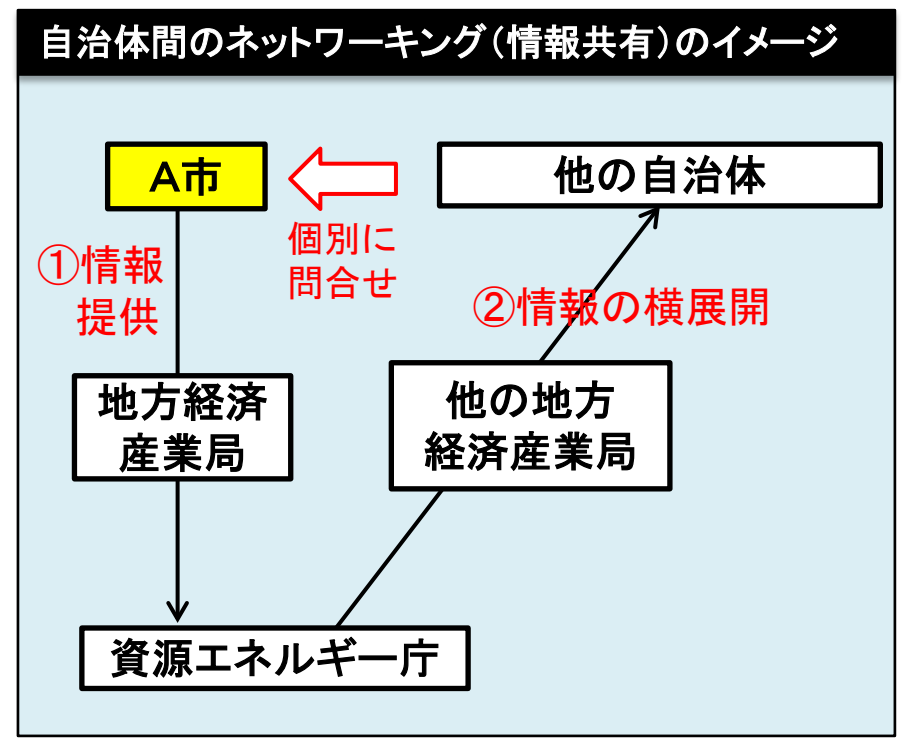 自治体間のネットワーキング（情報共有）のイメージ
A市
他の自治体
個別に
問合せ
①情報
提供
②情報の横展開
地方経済
産業局
他の地方
経済産業局
資源エネルギー庁